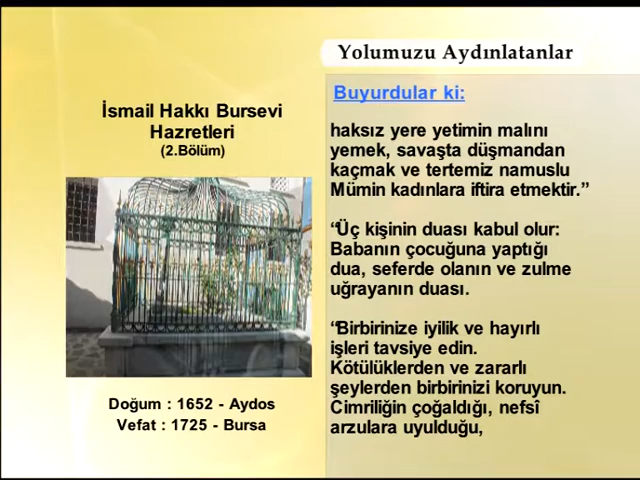 Yolumuzu Aydınlatanlar
İsmail Hakkı Bursevi
Hazretleri
(2.Bölüm)
Doğum : 1652 - Aydos
Vefat : 1725 - Bursa
Buyurdular ki:
haksız yere yetimin malını
yemek, savaşta düşmandan
kaçmak ve tertemiz namuslu
Mümin kadınlara iftira etmektir.”
“Üç kişinin duası kabul olur:
Babanın çocuğuna yaptığı
dua, seferde olanın ve zulme
uğrayanın duası.
“Birbirinize iyilik ve hayırlı
işleri tavsiye edin.
Kötülüklerden ve zararlı
şeylerden birbirinizi koruyun.
Cimriliğin çoğaldığı, nefsî
arzulara uyulduğu,